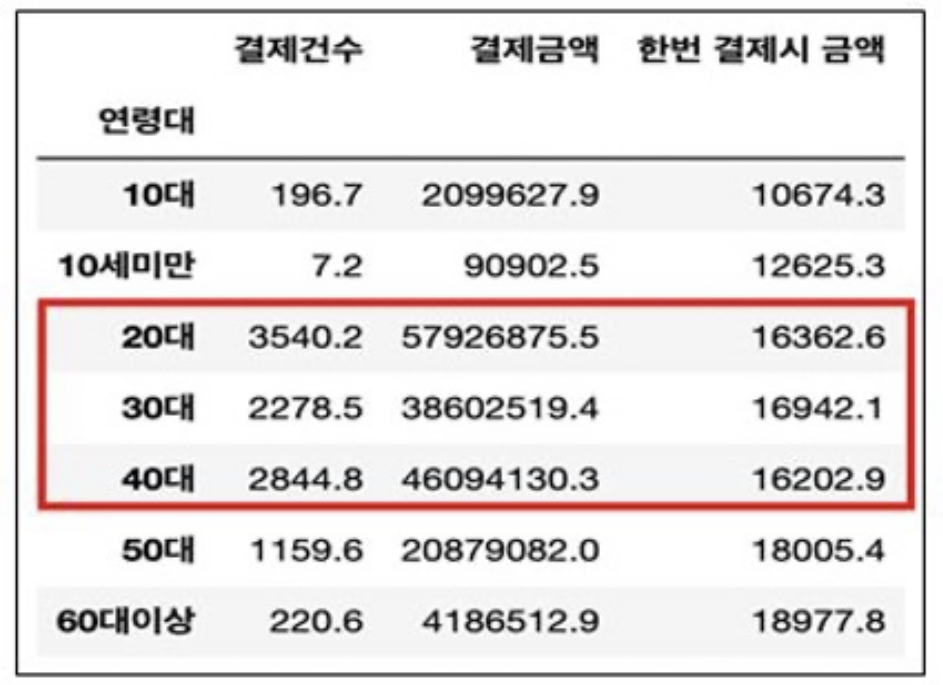 결제건수 결제금액 한번 결제시 금액
연령대
10대 196.7 2099627.9 10674.3
10세미만 7.2 90902.5 12625.3
20대 3540.2 57926875.5 16362.6
30대 2278.5 38602519.4 16942.1
40대 2844.8 46094130.3 16202.9
50대 1159.6 20879082.0 18005.4
60대이상 220.6 4186512.9 18977.8